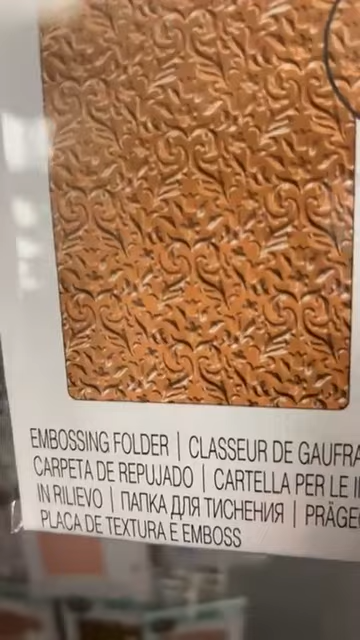 EMBOSSING FOLDER | CLASSEUR DE GAUFRA
CARPETA DE REPUJADO | CARTELLA PER LE I
IN RILIEVO | ПАПКА ДЛЯ ТИСНЕНИЯ | PRÄGE
PLACA DE TEXTURA E EMBOSS